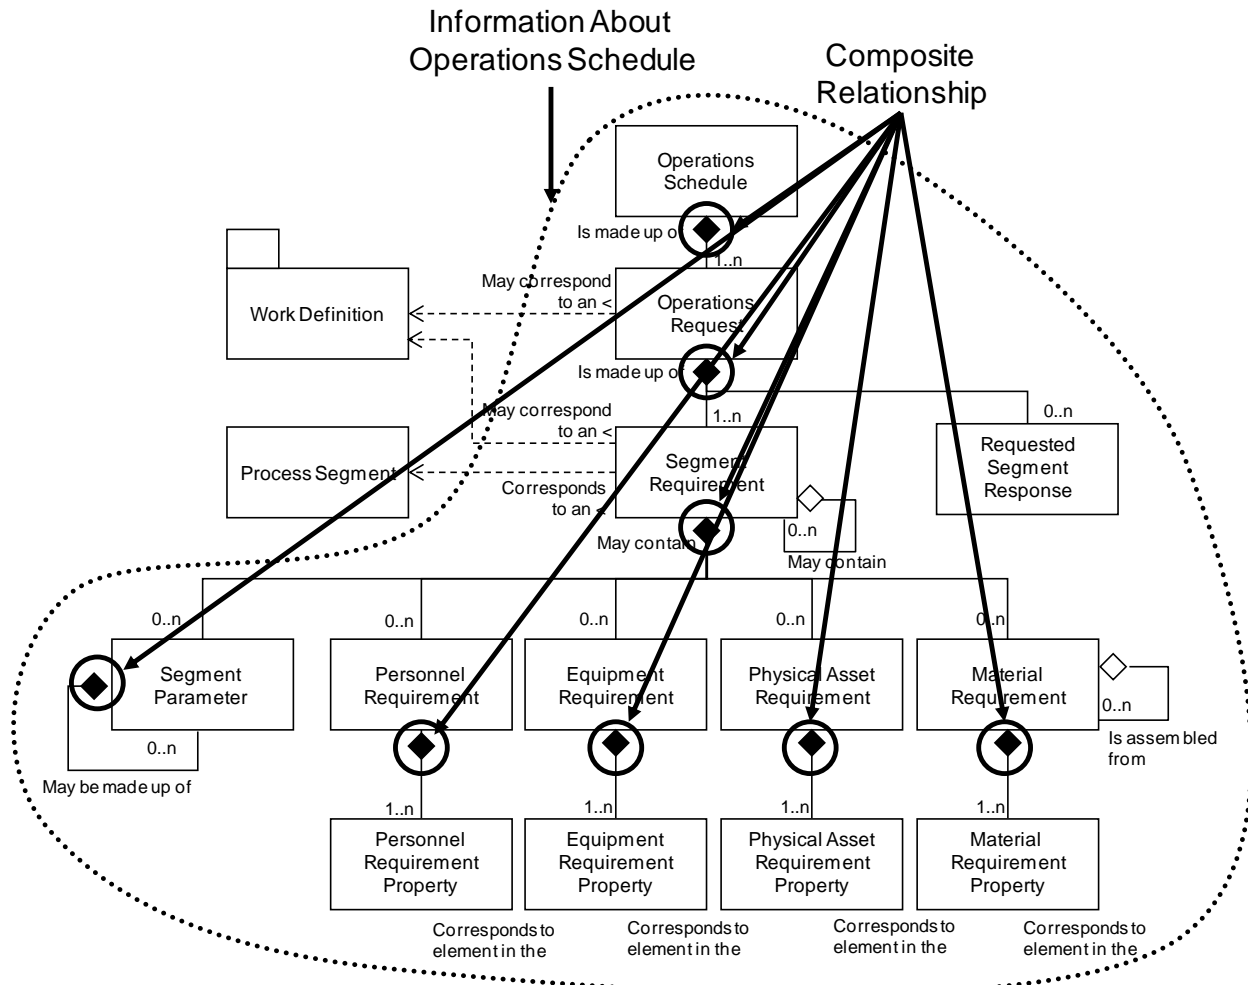 Information About
Operations Schedule
Composite
Relationship
Operations
Schedule
Is made up o
1..n
May correspond
to an <
Work Definition
Operations
Request
Is made up of
May correspond
to an <
1..n
0..n
Process Segment
Segment
Requirement
Requested
Segment
Response
Corresponds
to an <
May contain
0..n
May contain
0..n
0..n
0..n
0..n
0..n
Segment
Parameter
Personnel
Requirement
Equipment
Requirement
Physical Asset
Requirement
Material
Requirement
0..n
0..n
Is assembled
from
May be made up of
1..n
1..n
1..n
1..n
Personnel
Requirement
Property
Equipment
Requirement
Property
Physical Asset
Requirement
Property
Material
Requirement
Property
Corresponds to
element in the
Corresponds to
element in the
Corresponds to
element in the
Corresponds to
element in the